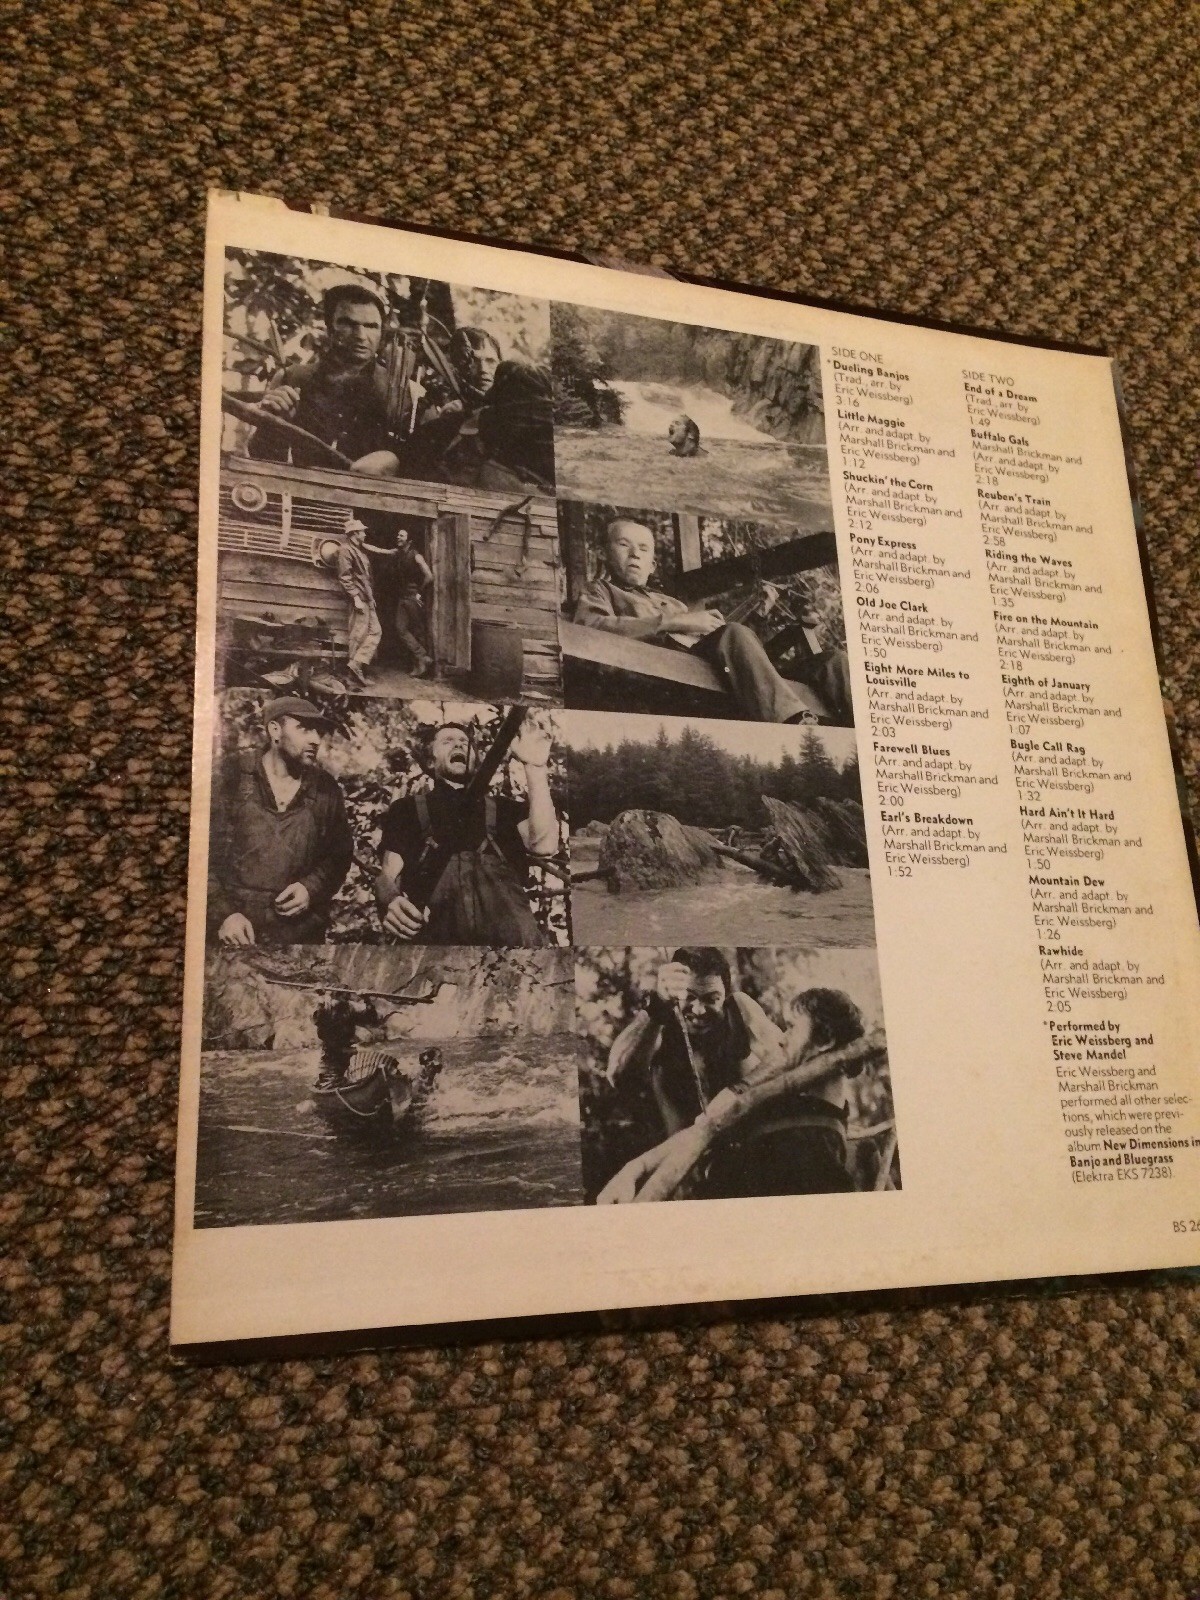 SIDE ONE
*Dueling Banjos
(Trad., arr. by
Eric Weissberg)
3:16
Little Maggie
(Arr. and adapt. by
Marshall Brickman and
Eric Weissberg)
1:12
Shuckin' the Corn
(Arr. and adapt. by
Marshall Brickman and
Eric Weissberg)
2:12
Pony Express
(Arr. and adapt. by
Marshall Brickman and
Eric Weissberg)
2:06
Old Joe Clark
(Arr. and adapt. by
Marshall Brickman and
Eric Weissberg)
1:50
Eight More Miles to
Louisville
(Arr. and adapt. by
Marshall Brickman and
Eric Weissberg)
2:03
Farewell Blues
(Arr. and adapt. by
Marshall Brickman and
Eric Weissberg)
2:00
Earl's Breakdown
(Arr. and adapt. by
Marshall Brickman and
Eric Weissberg)
1:52
SIDE TWO
End of a Dream
(Trad., arr. by
Eric Weissberg)
1:49
Buffalo Gals
Marshall Brickman and
(Arr. and adapt. by
Eric Weissberg)
2:18
Reuben's Train
(Arr. and adapt. by
Marshall Brickman and
Eric Weissberg)
2:58
Riding the Waves
(Arr. and adapt. by
Marshall Brickman and
Eric Weissberg)
1:35
Fire on the Mountain
(Arr. and adapt. by
Marshall Brickman and
Eric Weissberg)
2:18
Eighth of January
(Arr. and adapt. by
Marshall Brickman and
Eric Weissberg)
1:07
Bugle Call Rag
(Arr. and adapt. by
Marshall Brickman and
Eric Weissberg)
1:32
Hard Ain't It Hard
(Arr. and adapt. by
Marshall Brickman and
Eric Weissberg)
1:50
Mountain Dew
(Arr. and adapt. by
Marshall Brickman and
Eric Weissberg)
1:26
Rawhide
(Arr. and adapt. by
Marshall Brickman and
Eric Weissberg)
2:05
*Performed by
Eric Weissberg and
Steve Mandel
Eric Weissberg and
Marshall Brickman
performed all other selec-
tions, which were previ-
ously released on the
album New Dimensions in
Banjo and Bluegrass
(Elektra EKS 7238).
BS 26